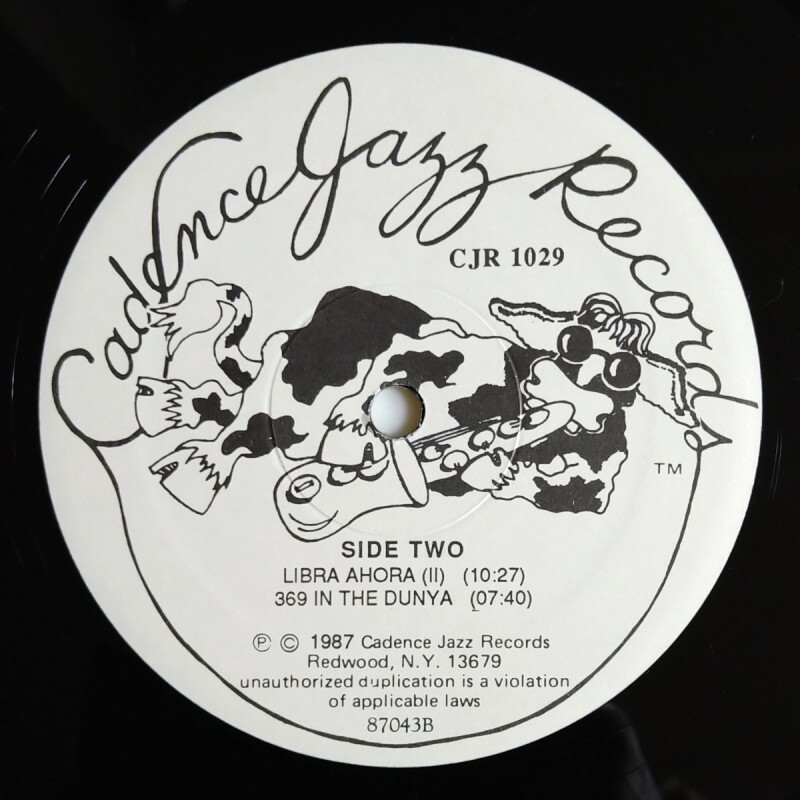 Cadence Jazz Records
CJR 1029
TM
SIDE TWO
LIBRA AHORA (II) (10:27)
369 IN THE DUNYA (07:40)
Ⓟ © 1987 Cadence Jazz Records
Redwood, N.Y. 13679
unauthorized duplication is a violation
of applicable laws
87043B